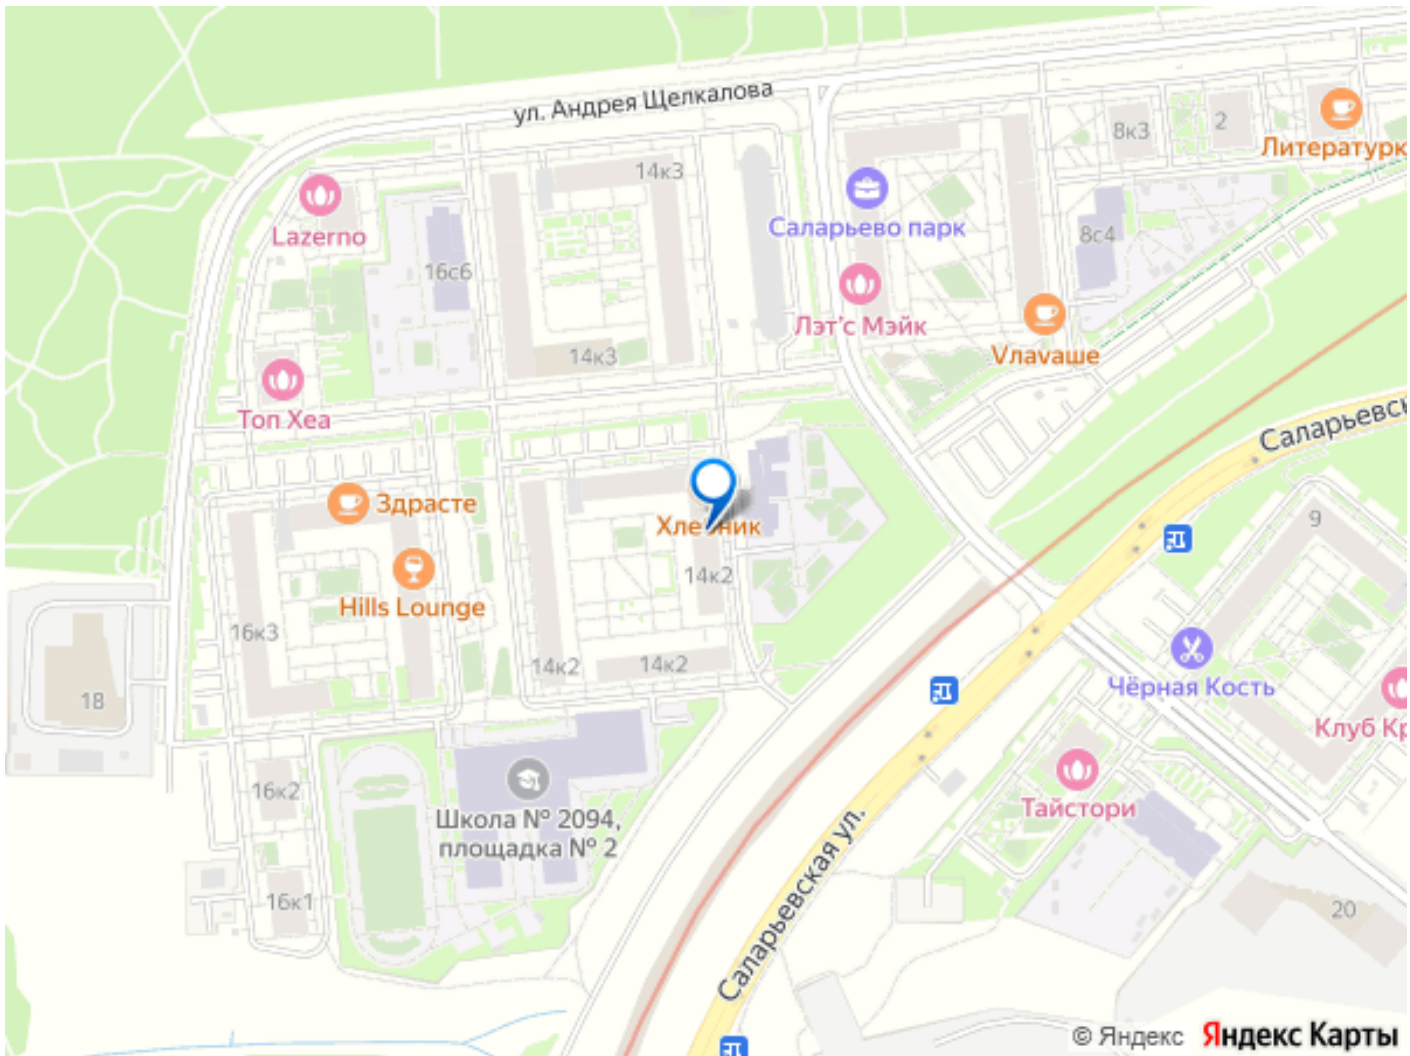 ул. Андрея Щелкалова
8к3
2
Литературк
14к3
Lazerno
Саларьево парк
8с4
16с6
Лэт'с Мэйк
Vлаvаше
14к3
Топ Хеа
Саларьевс
Здрасте
9
Хле ник
14к2
Hills Lounge
16к3
14к2
14к2
Чёрная Кость
18
Клуб Кр
16к2
Школа № 2094,
площадка № 2
Тайстори
Саларьевская ул.
16к1
20
© Яндекс Яндекс Карты